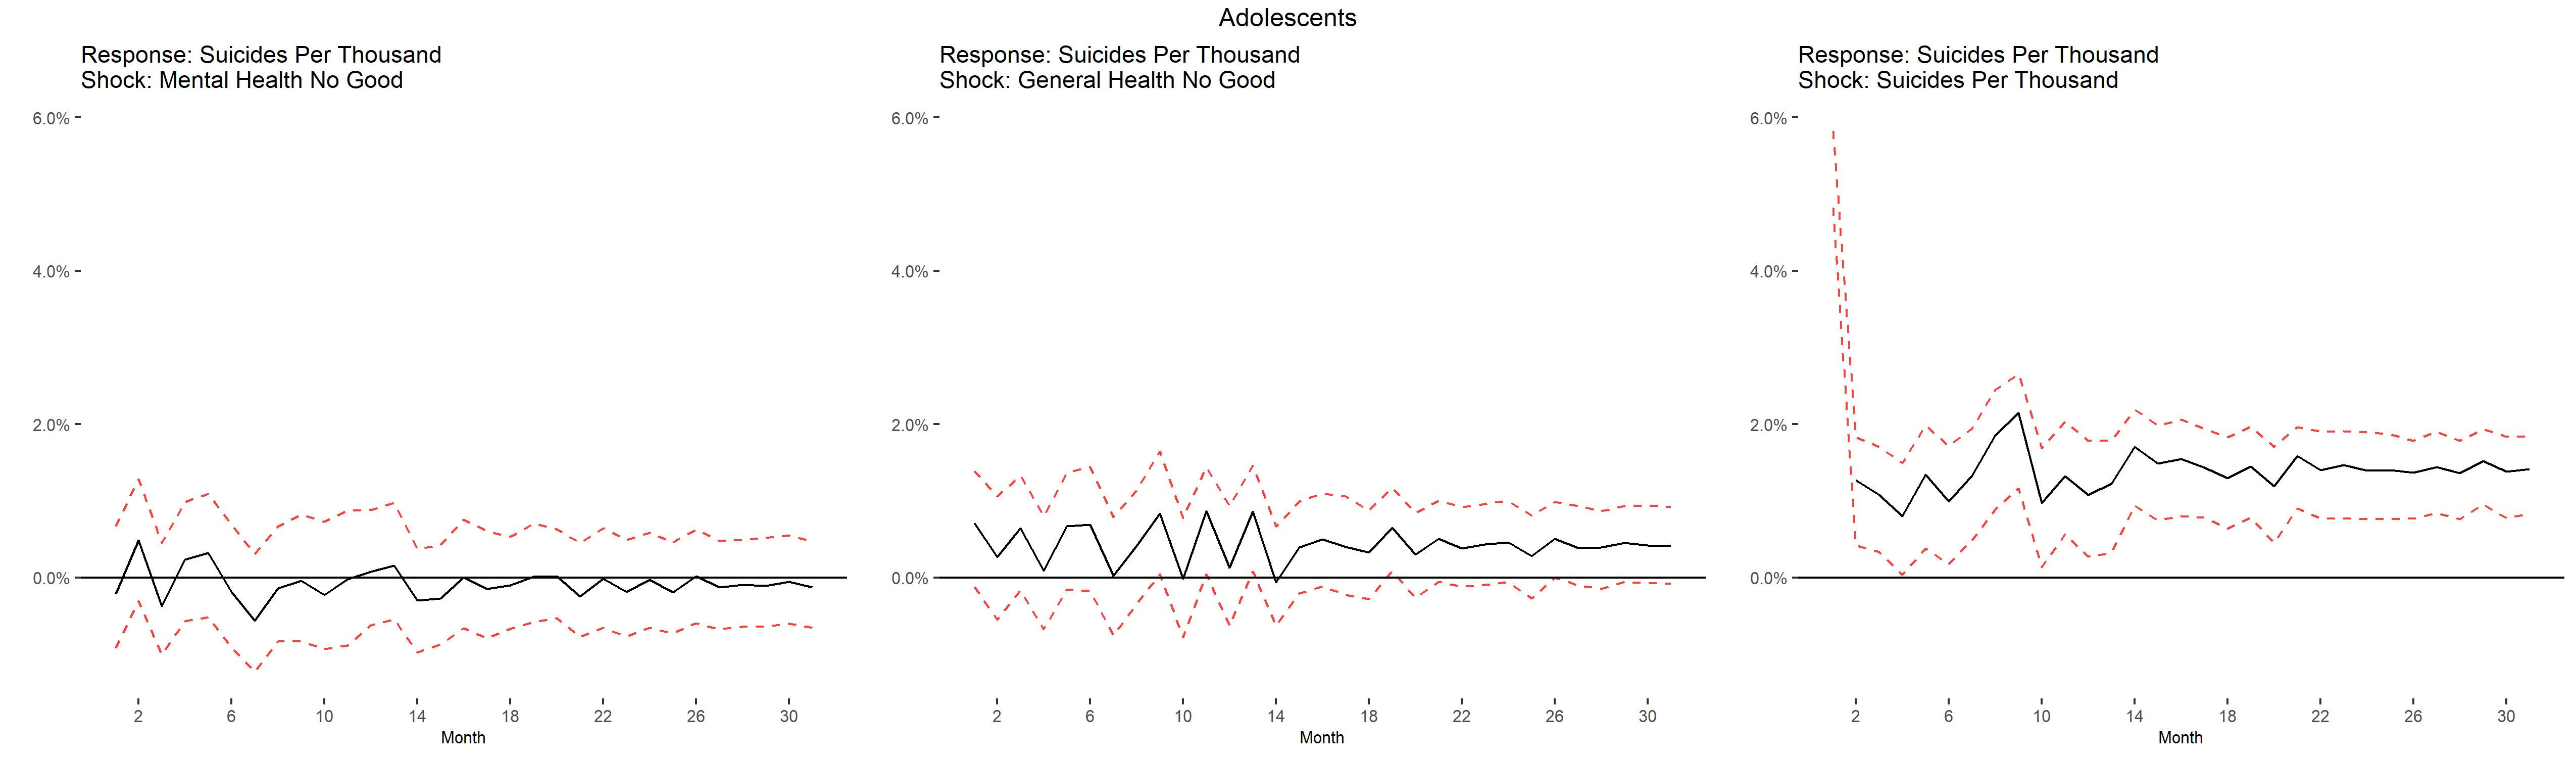 Adolescents
Response: Suicides Per Thousand
Shock: Mental Health No Good
6.0%
4.0%
2.0%
0.0%
2 6 10 14 18 22 26 30
Month
Response: Suicides Per Thousand
Shock: General Health No Good
6.0%
4.0%
2.0%
0.0%
2 6 10 14 18 22 26 30
Month
Response: Suicides Per Thousand
Shock: Suicides Per Thousand
6.0%
4.0%
2.0%
0.0%
2 6 10 14 18 22 26 30
Month